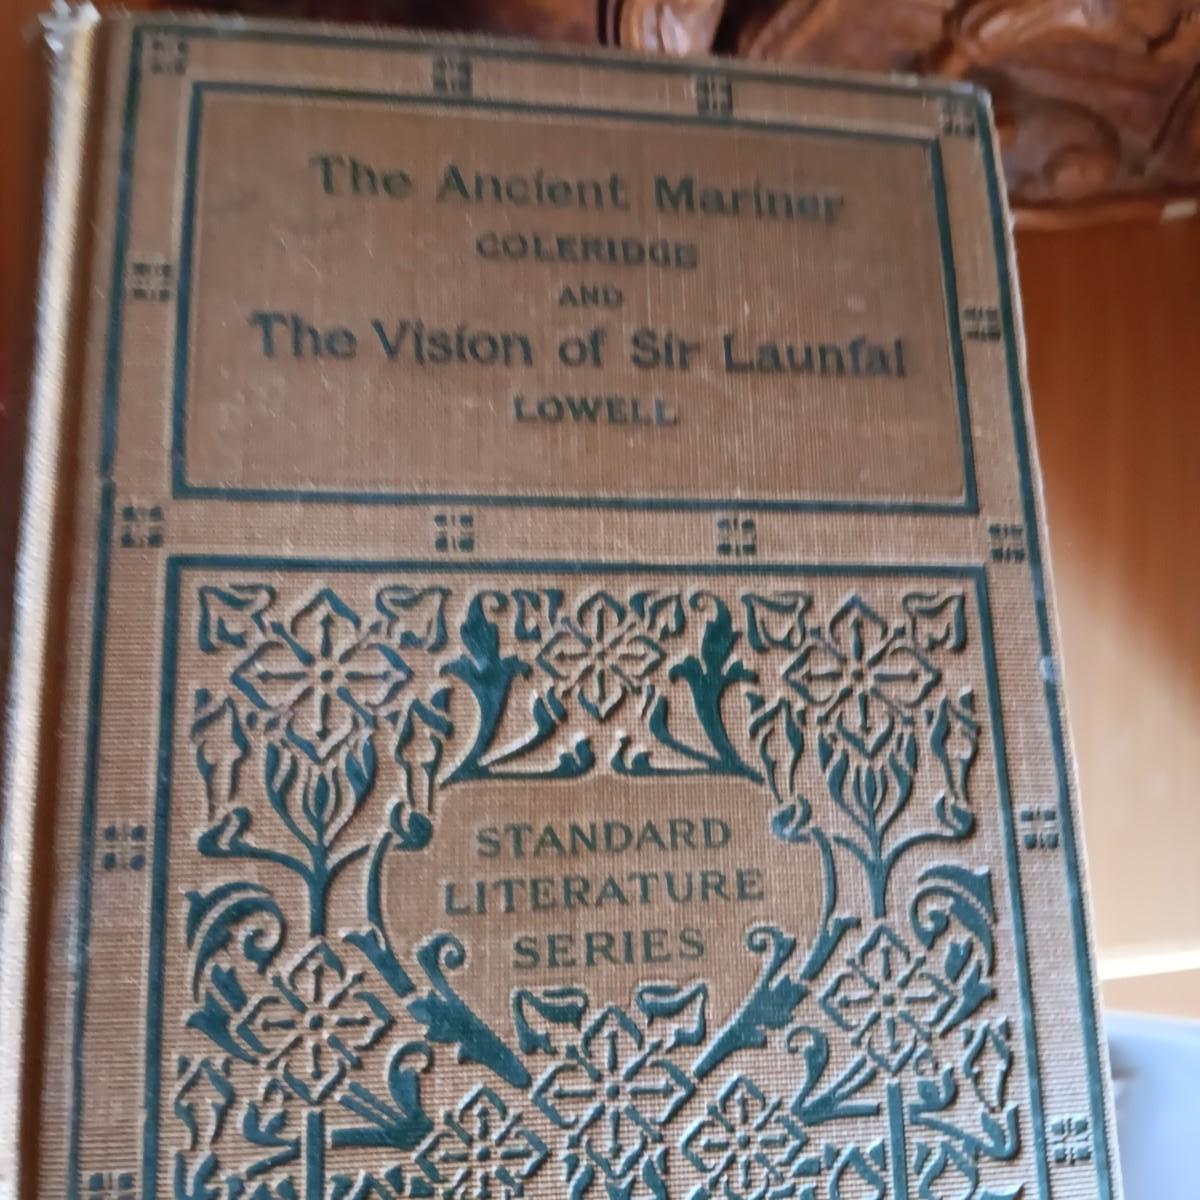 The Ancient Mariner
COLERIDGE
AND
The Vision of Sir Launfal
LOWELL
STANDARD
LITERATURE
SERIES